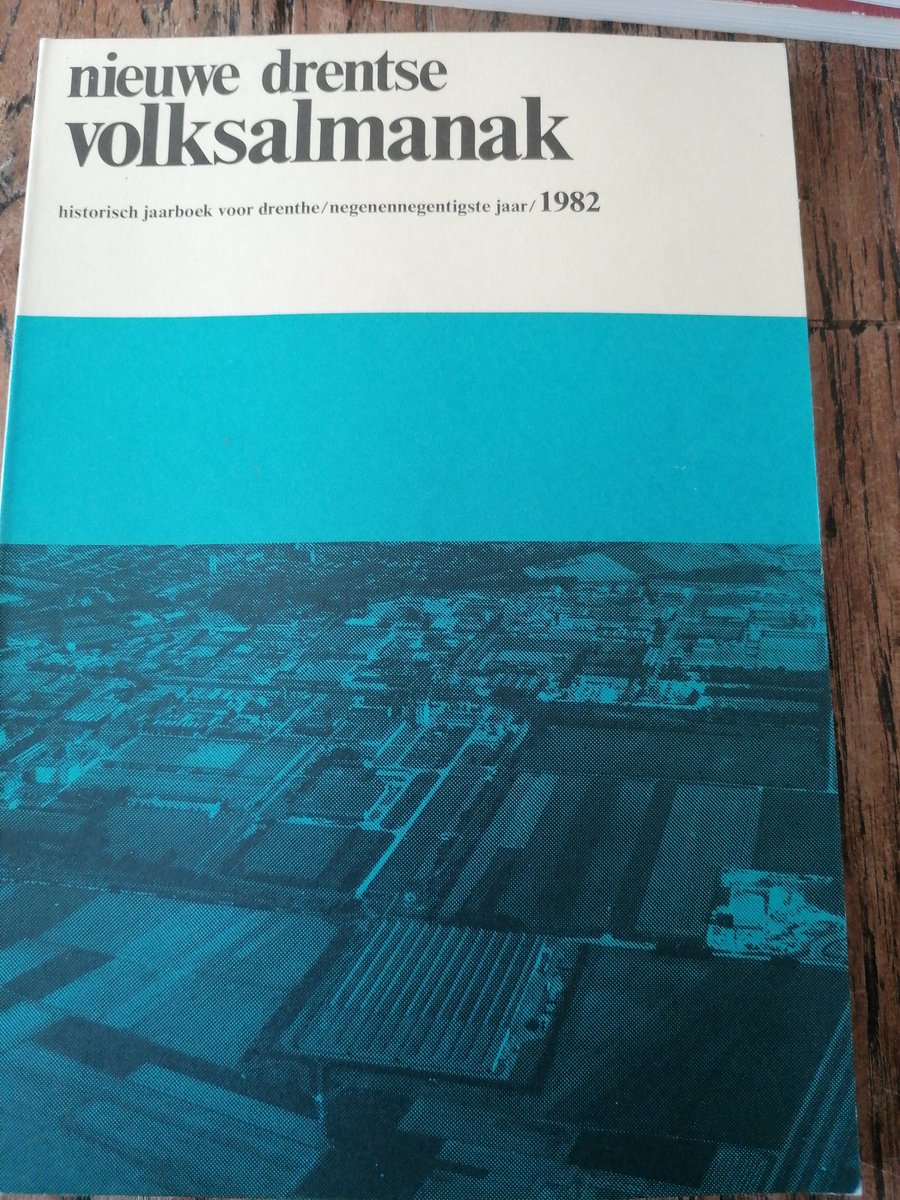 nieuwe drentse
volksalmanak
historisch jaarboek voor drenthe/negenennegentigste jaar/1982